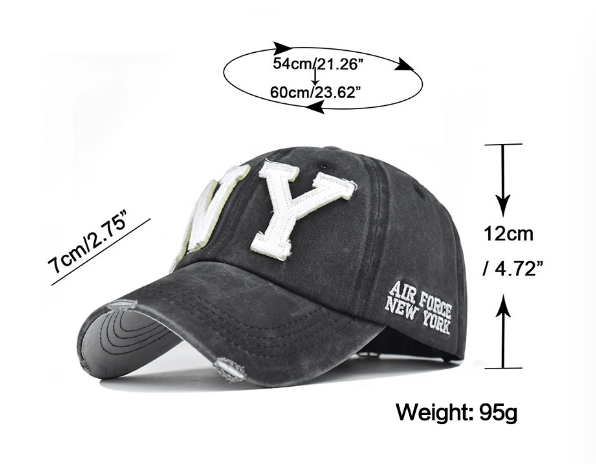 54cm/21.26”
60cm/23.62”
7cm/2.75”
NY
12cm
/ 4.72”
AIR FORCE
NEW YORK
Weight: 95g